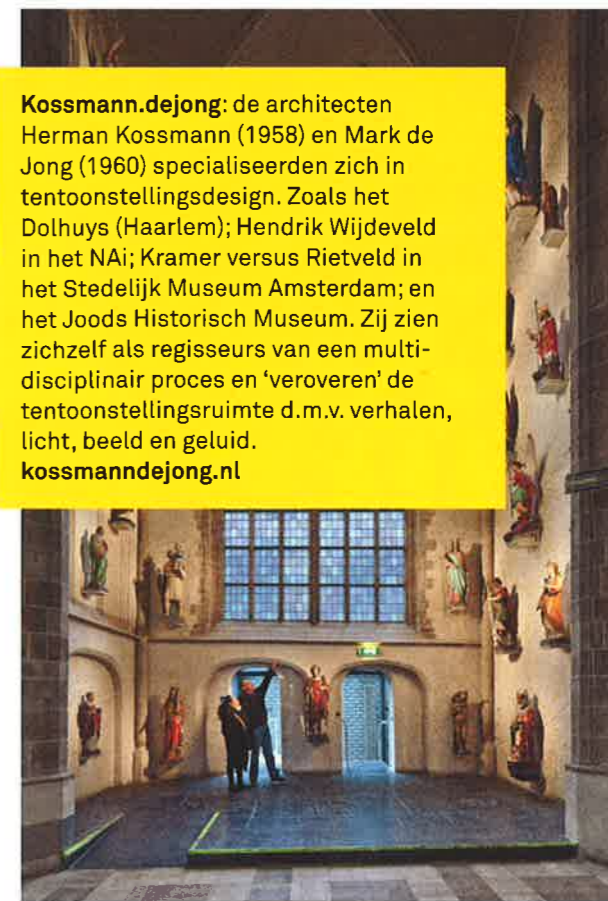 Kossmann.dejong: de architecten
Herman Kossmann (1958) en Mark de
Jong (1960) specialiseerden zich in
tentoonstellingsdesign. Zoals het
Dolhuys (Haarlem); Hendrik Wijdeveld
in het NAi; Kramer versus Rietveld in
het Stedelijk Museum Amsterdam; en
het Joods Historisch Museum. Zij zien
zichzelf als regisseurs van een multi-
disciplinair proces en ‘veroveren’ de
tentoonstellingsruimte d.m.v. verhalen,
licht, beeld en geluid.
kossmanndejong.nl